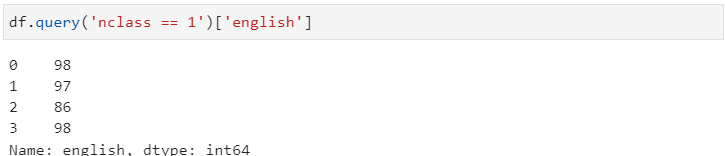 df.query('nclass == 1')['english']
0    98
1    97
2    86
3    98
Name: english, dtype: int64